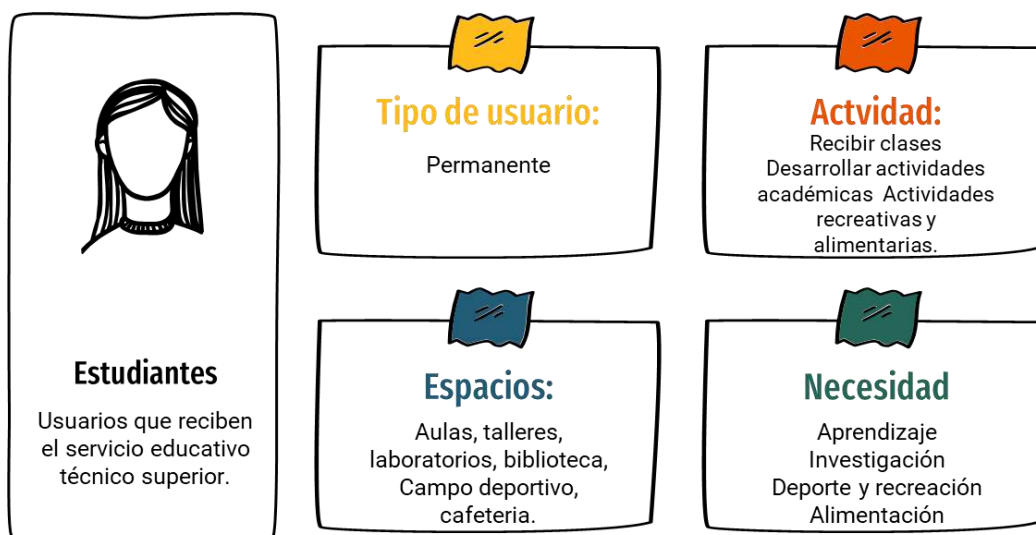 Estudiantes
Usuarios que reciben
el servicio educativo
técnico superior.
Tipo de usuario:
Permanente
Actvidad:
Recibir clases
Desarrollar actividades
académicas Actividades
recreativas y
alimentarias.
Espacios:
Aulas, talleres,
laboratorios, biblioteca,
Campo deportivo,
cafeteria.
Necesidad
Aprendizaje
Investigación
Deporte y recreación
Alimentación